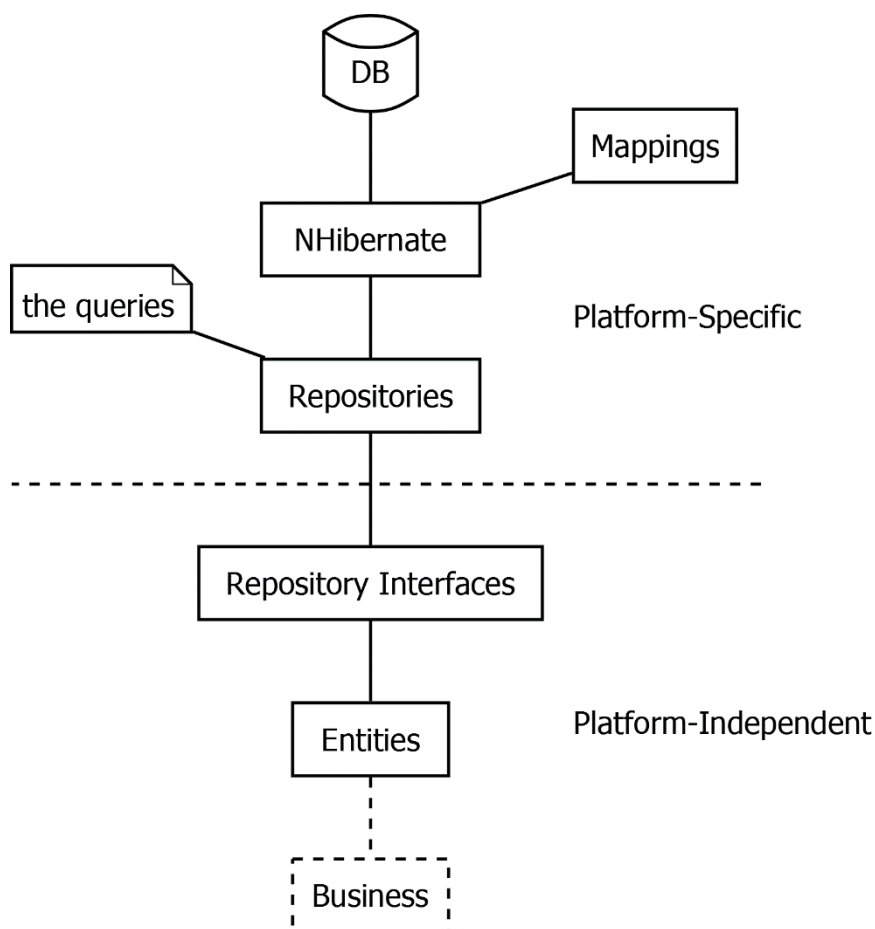 DB
Mappings
NHibernate
the queries
Platform-Specific
Repositories
Repository Interfaces
Platform-Independent
Entities
Business